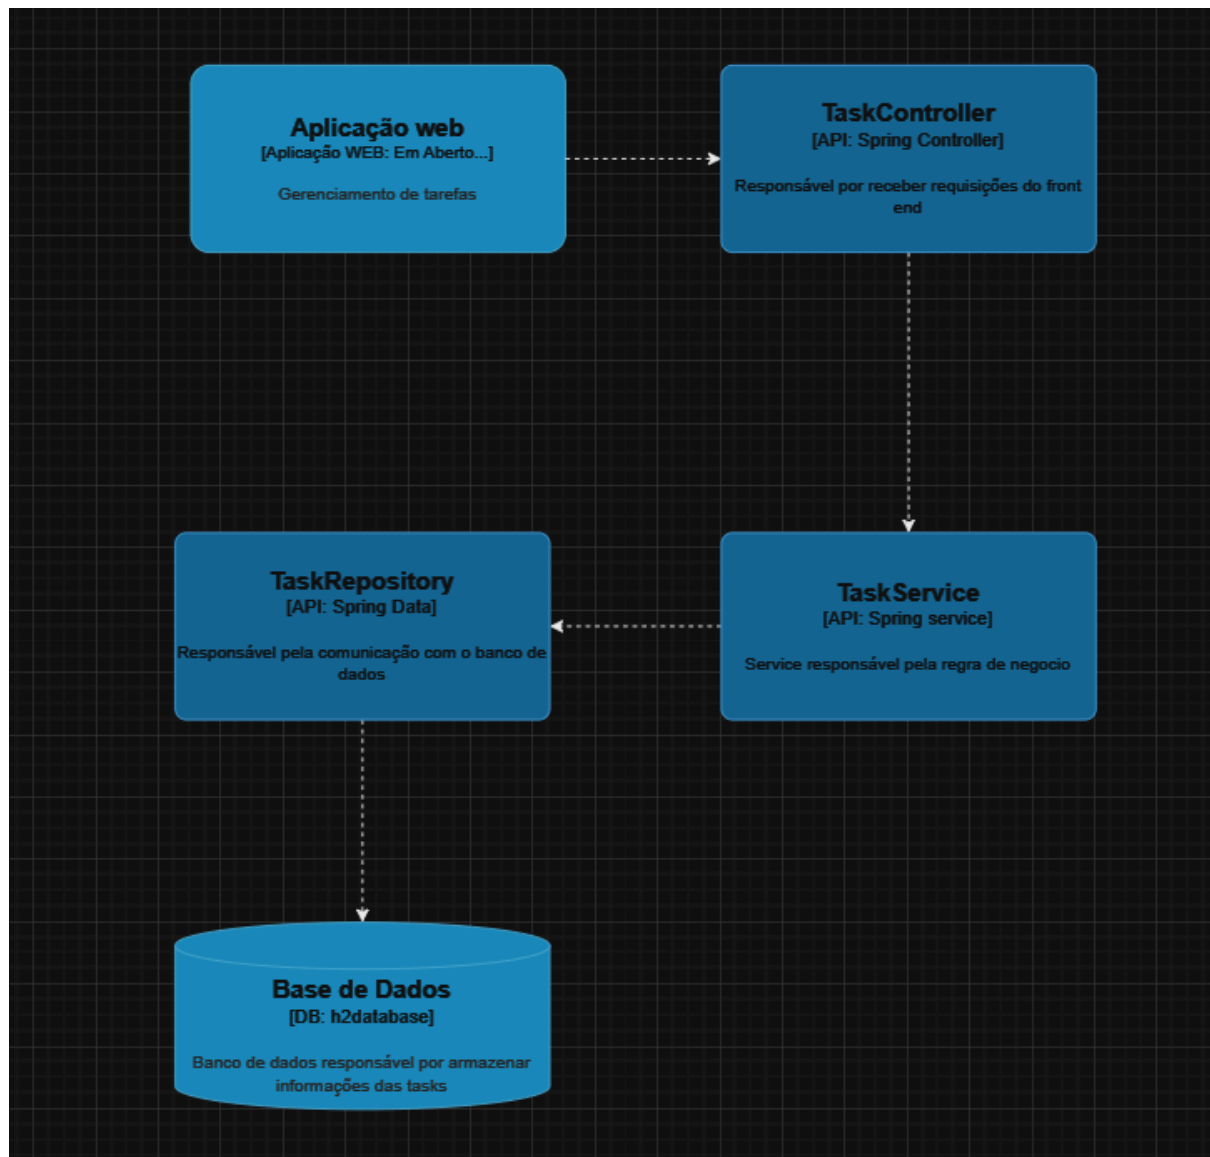 Aplicação web
[Aplicação WEB: Em Aberto...]
Gerenciamento de tarefas
TaskController
[API: Spring Controller]
Responsável por receber requisições do front
end
TaskRepository
[API: Spring Data]
Responsável pela comunicação com o banco de
dados
TaskService
[API: Spring service]
Service responsável pela regra de negocio
Base de Dados
[DB: h2database]
Banco de dados responsável por armazenar
informações das tasks